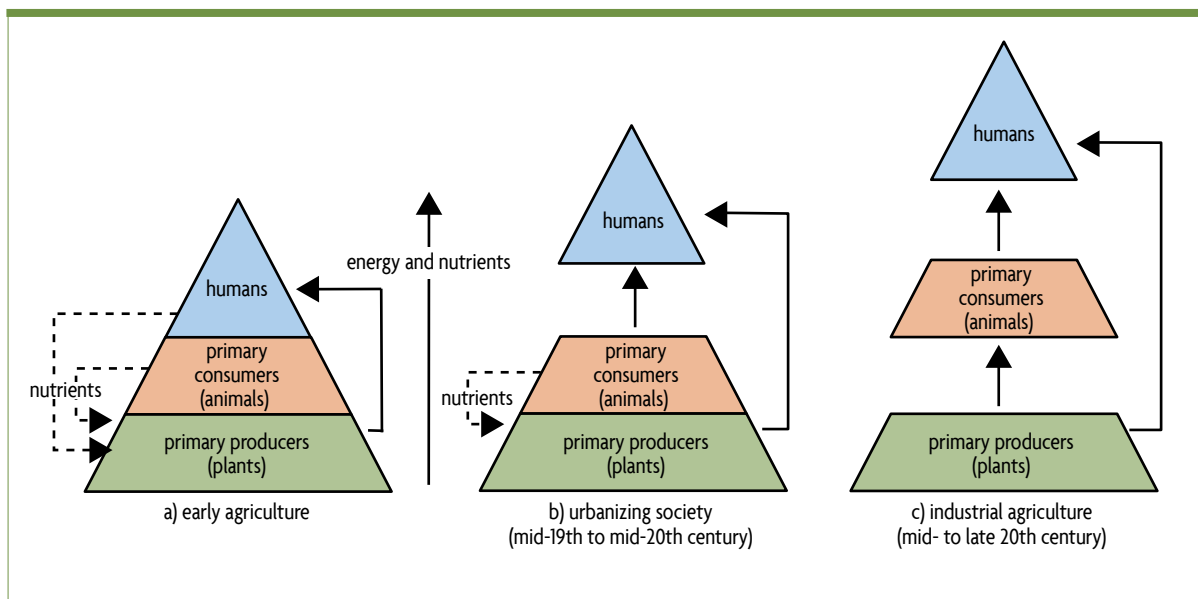 humans
primary
consumers
(animals)
primary producers
(plants)
nutrients
a) early agriculture
energy and nutrients
humans
primary
consumers
(animals)
primary producers
(plants)
nutrients
b) urbanizing society
(mid-19th to mid-20th century)
humans
primary
consumers
(animals)
primary producers
(plants)
c) industrial agriculture
(mid- to late 20th century)